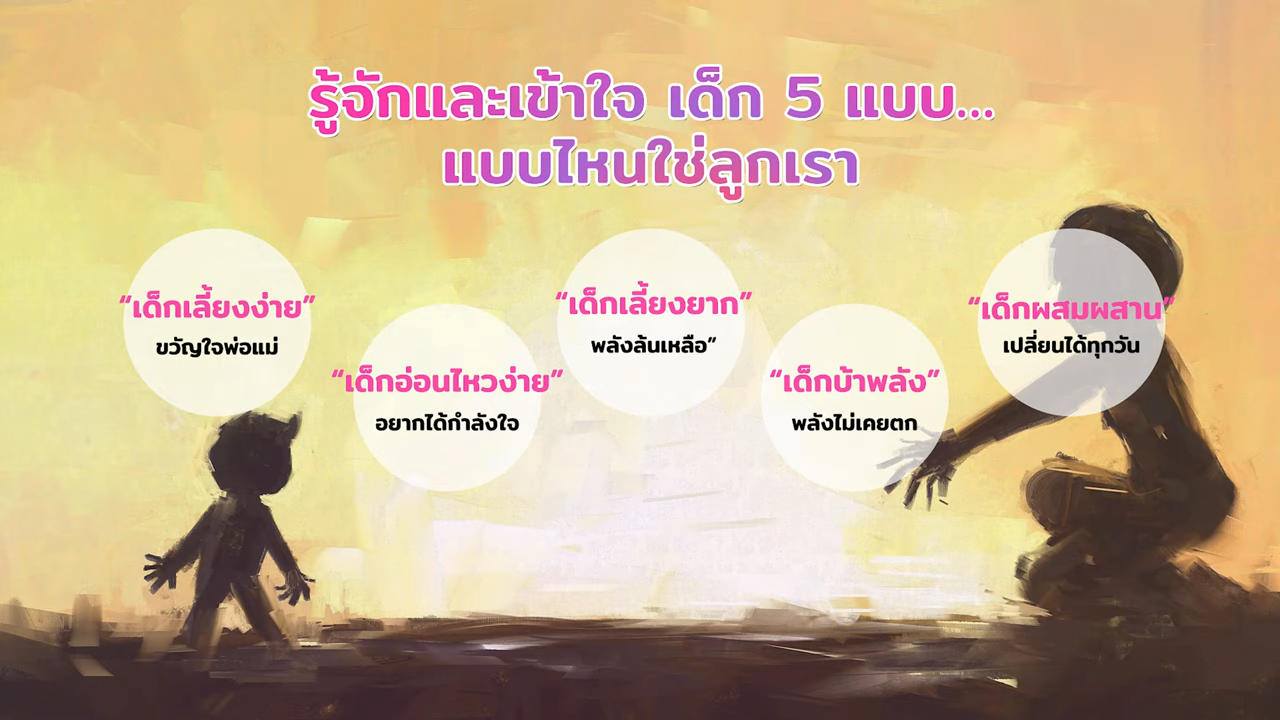 รู้จักและเข้าใจ เด็ก 5 แบบ...
แบบไหนใช่ลูกเรา
“เด็กเลี้ยงง่าย”
ขวัญใจพ่อแม่
“เด็กอ่อนไหวง่าย”
อยากได้กำลังใจ
“เด็กเลี้ยงยาก”
พลังล้นเหลือ”
“เด็กบ้าพลัง”
พลังไม่เคยตก
“เด็กผสมผสาน”
เปลี่ยนได้ทุกวัน